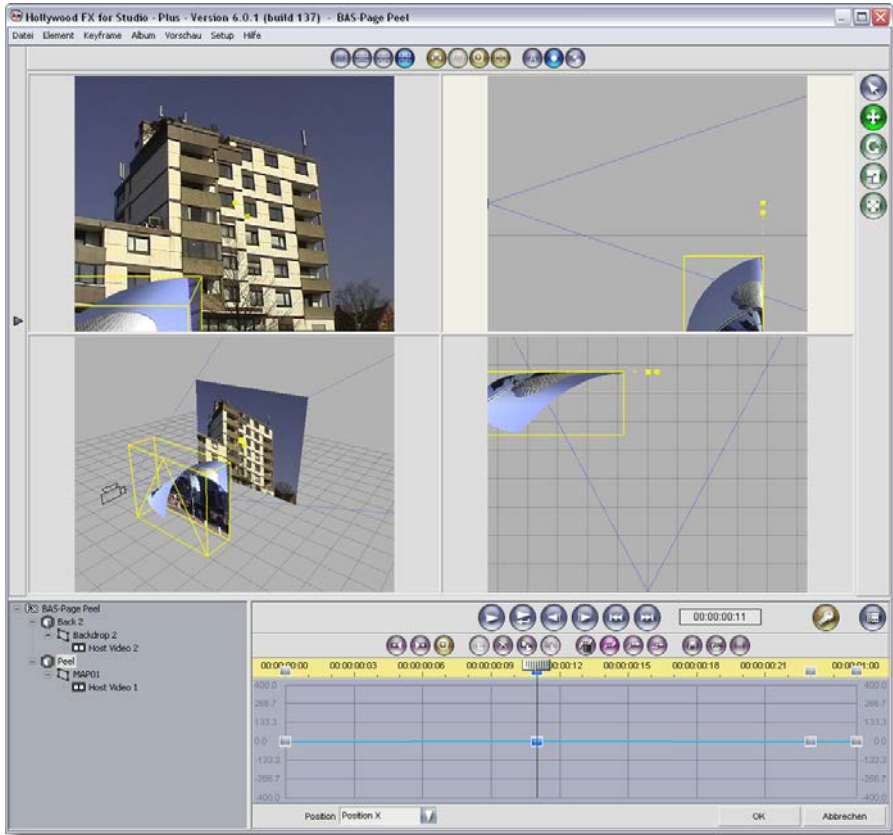 Hollywood FX for Studio - Plus - Version 6.0.1 (build 137) - BAS-Page Peel
Datei Element Keyframe Album Vorschau Setup Hilfe
BAS-Page Peel
Back 2
Backdrop 2
Host Video 2
Peel
MAP01
Host Video 1
00:00:00:11
00:00:00:00 00:00:00:03 00:00:00:06 00:00:00:09 00:00:00:12 00:00:00:15 00:00:00:18 00:00:00:21 00:00:01:00
400.0 400.0
266.7 266.7
133.3 133.3
0.0 0.0
-133.3 -133.3
-266.7 -266.7
-400.0 -400.0
Position Position X OK Abbrechen